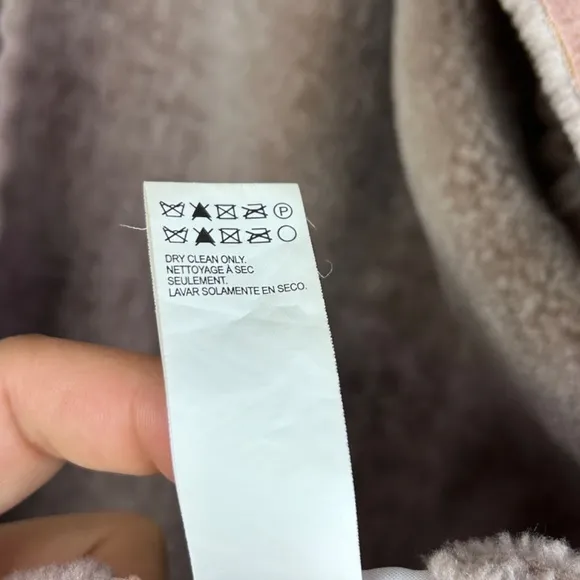 P
DRY CLEAN ONLY.
NETTOYAGE À SEC
SEULEMENT.
LAVAR SOLAMENTE EN SECO.